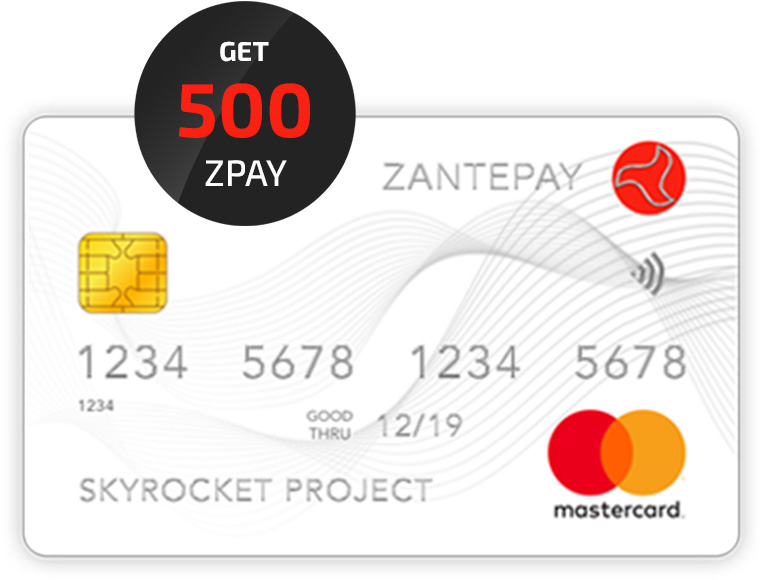 GET
500
ZPAY
ZANTEPAY
1234 5678 1234 5678
1234
GOOD
THRU 12/19
SKYROCKET PROJECT
mastercard.